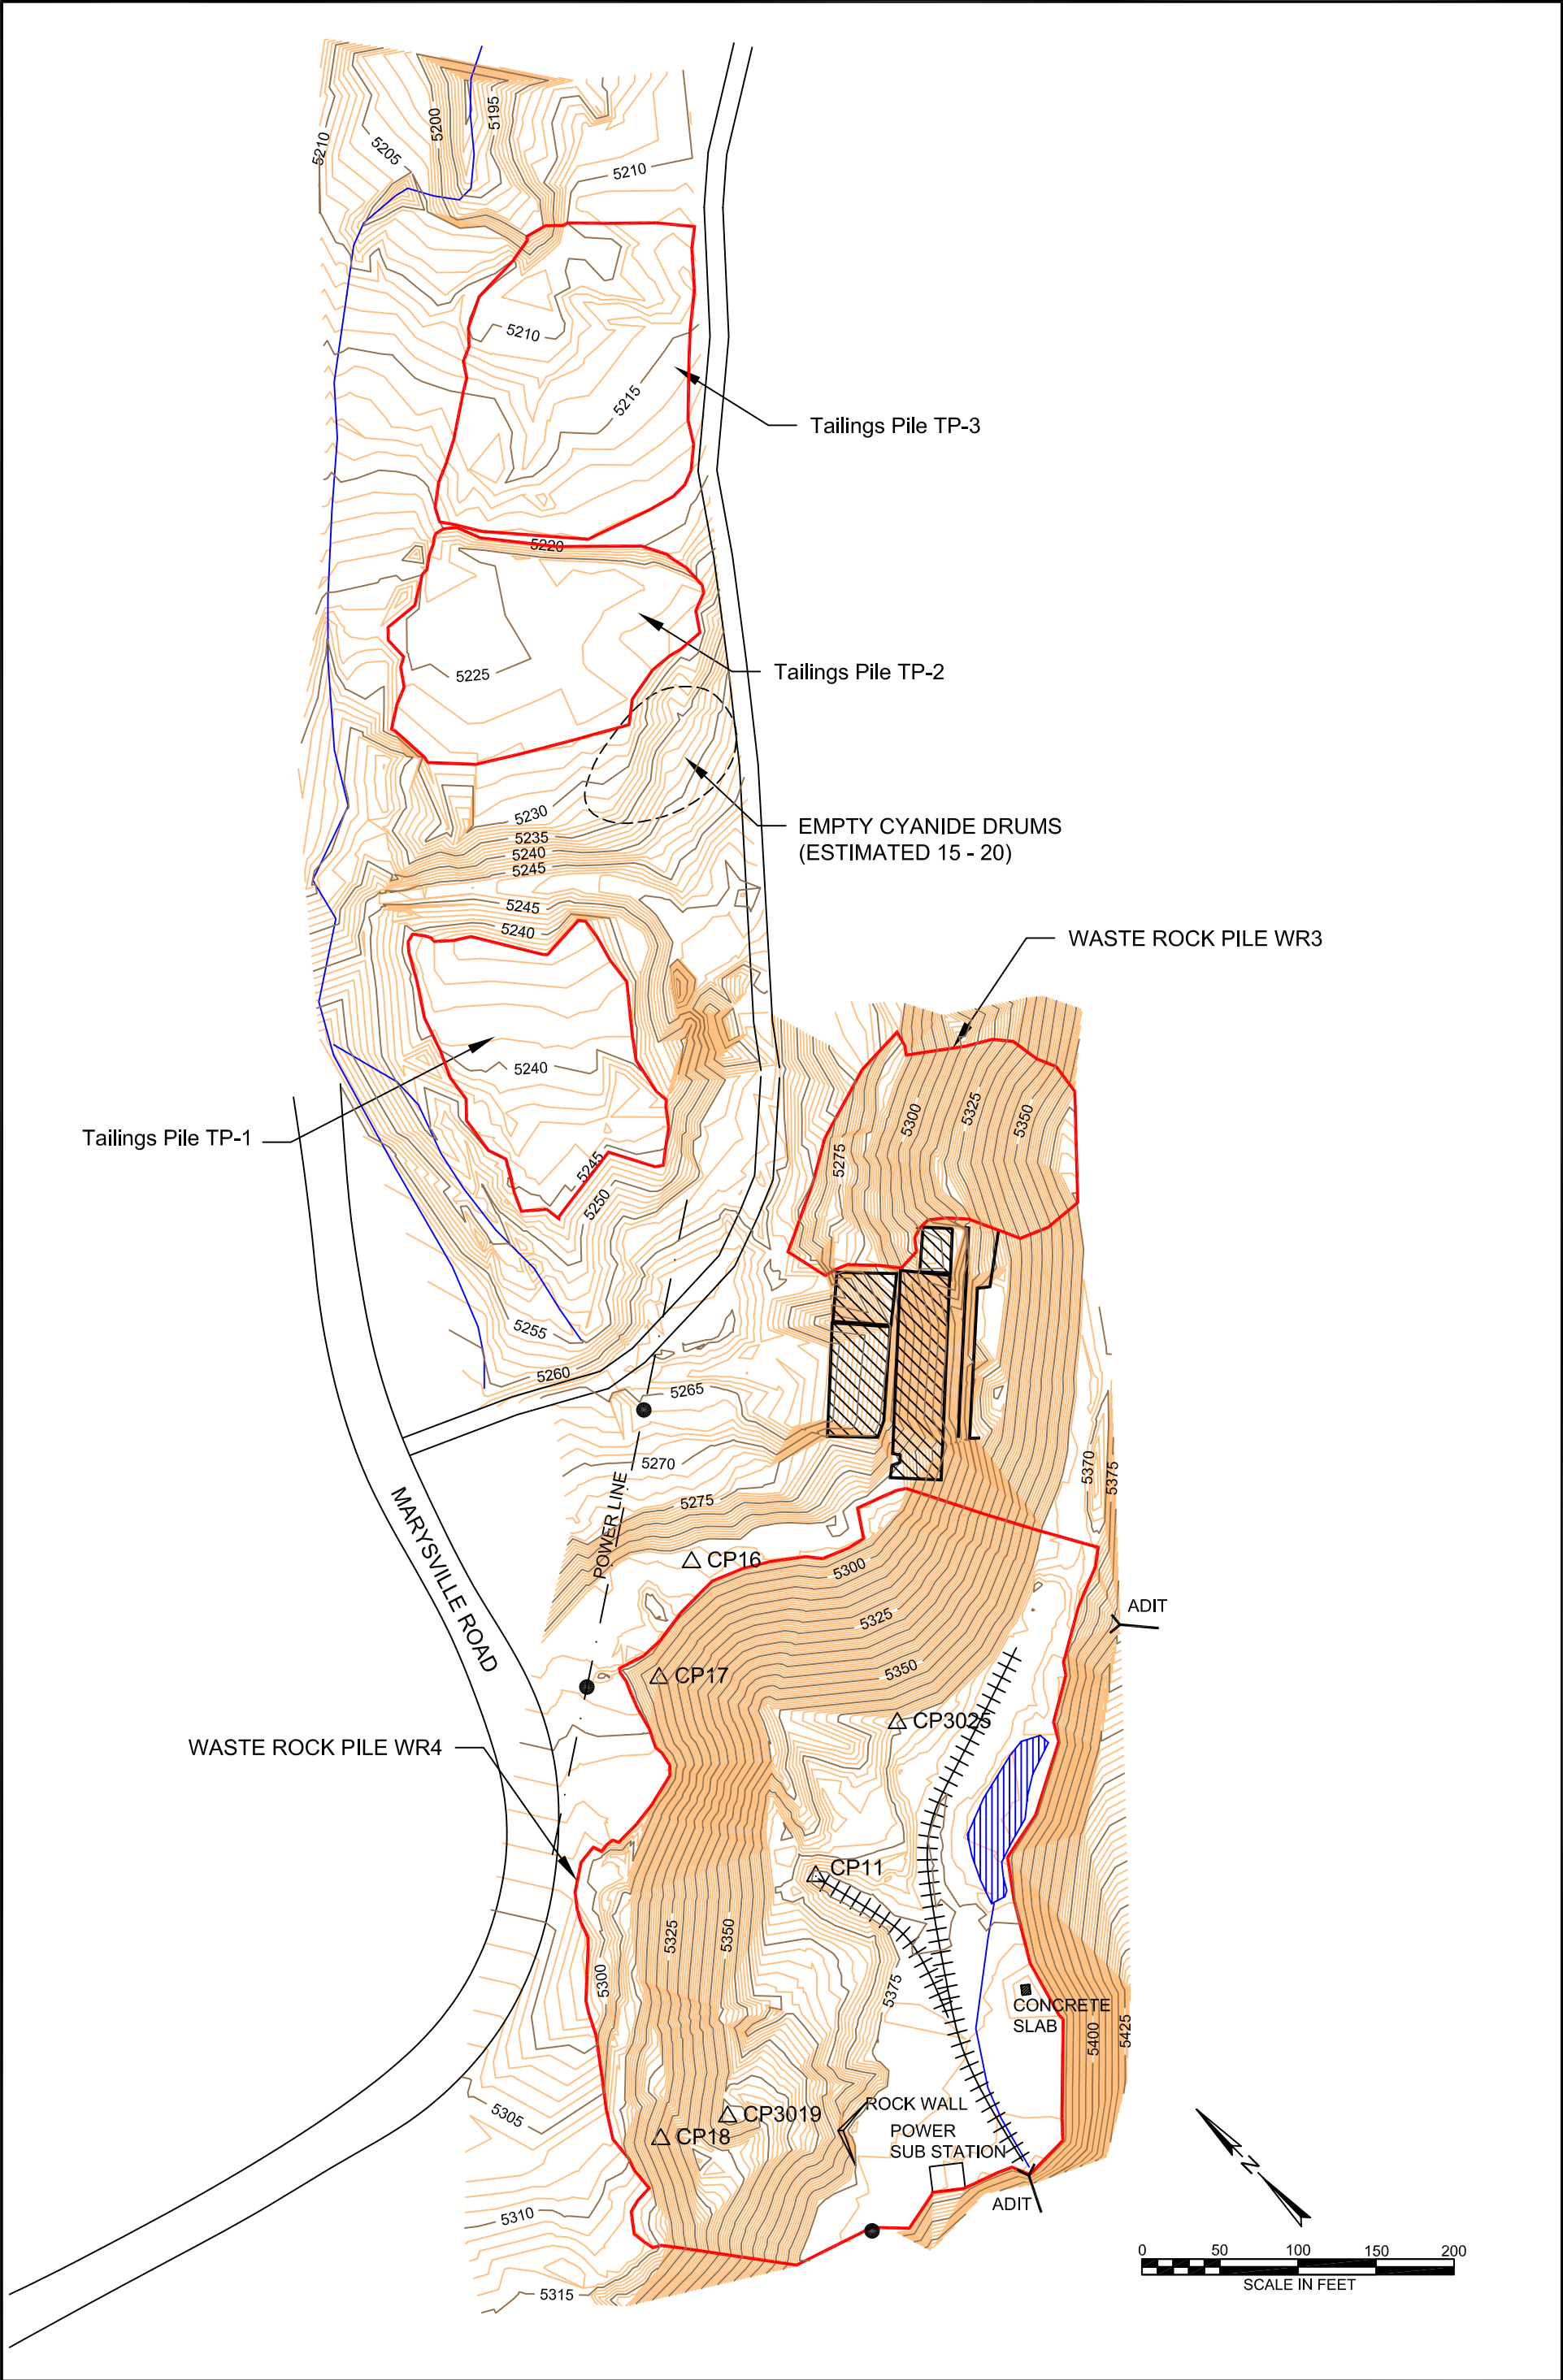 5210
5205
5200
5195
5210
5210
5215
Tailings Pile TP-3
5220
5225
Tailings Pile TP-2
5230
5235
5240
5245
EMPTY CYANIDE DRUMS
(ESTIMATED 15 - 20)
5245
5240
WASTE ROCK PILE WR3
5240
Tailings Pile TP-1
5245
5250
5275
5300
5325
5350
5255
5260
5265
5270
5275
POWER LINE
MARYSVILLE ROAD
5370
5375
CP16
5300
5325
5350
ADIT
CP17
CP3025
WASTE ROCK PILE WR4
CP11
5300
5325
5350
5375
CONCRETE
SLAB
5400
5425
5305
CP3019
CP18
ROCK WALL
POWER
SUB STATION
ADIT
5310
5315
N
0 50 100 150 200
SCALE IN FEET